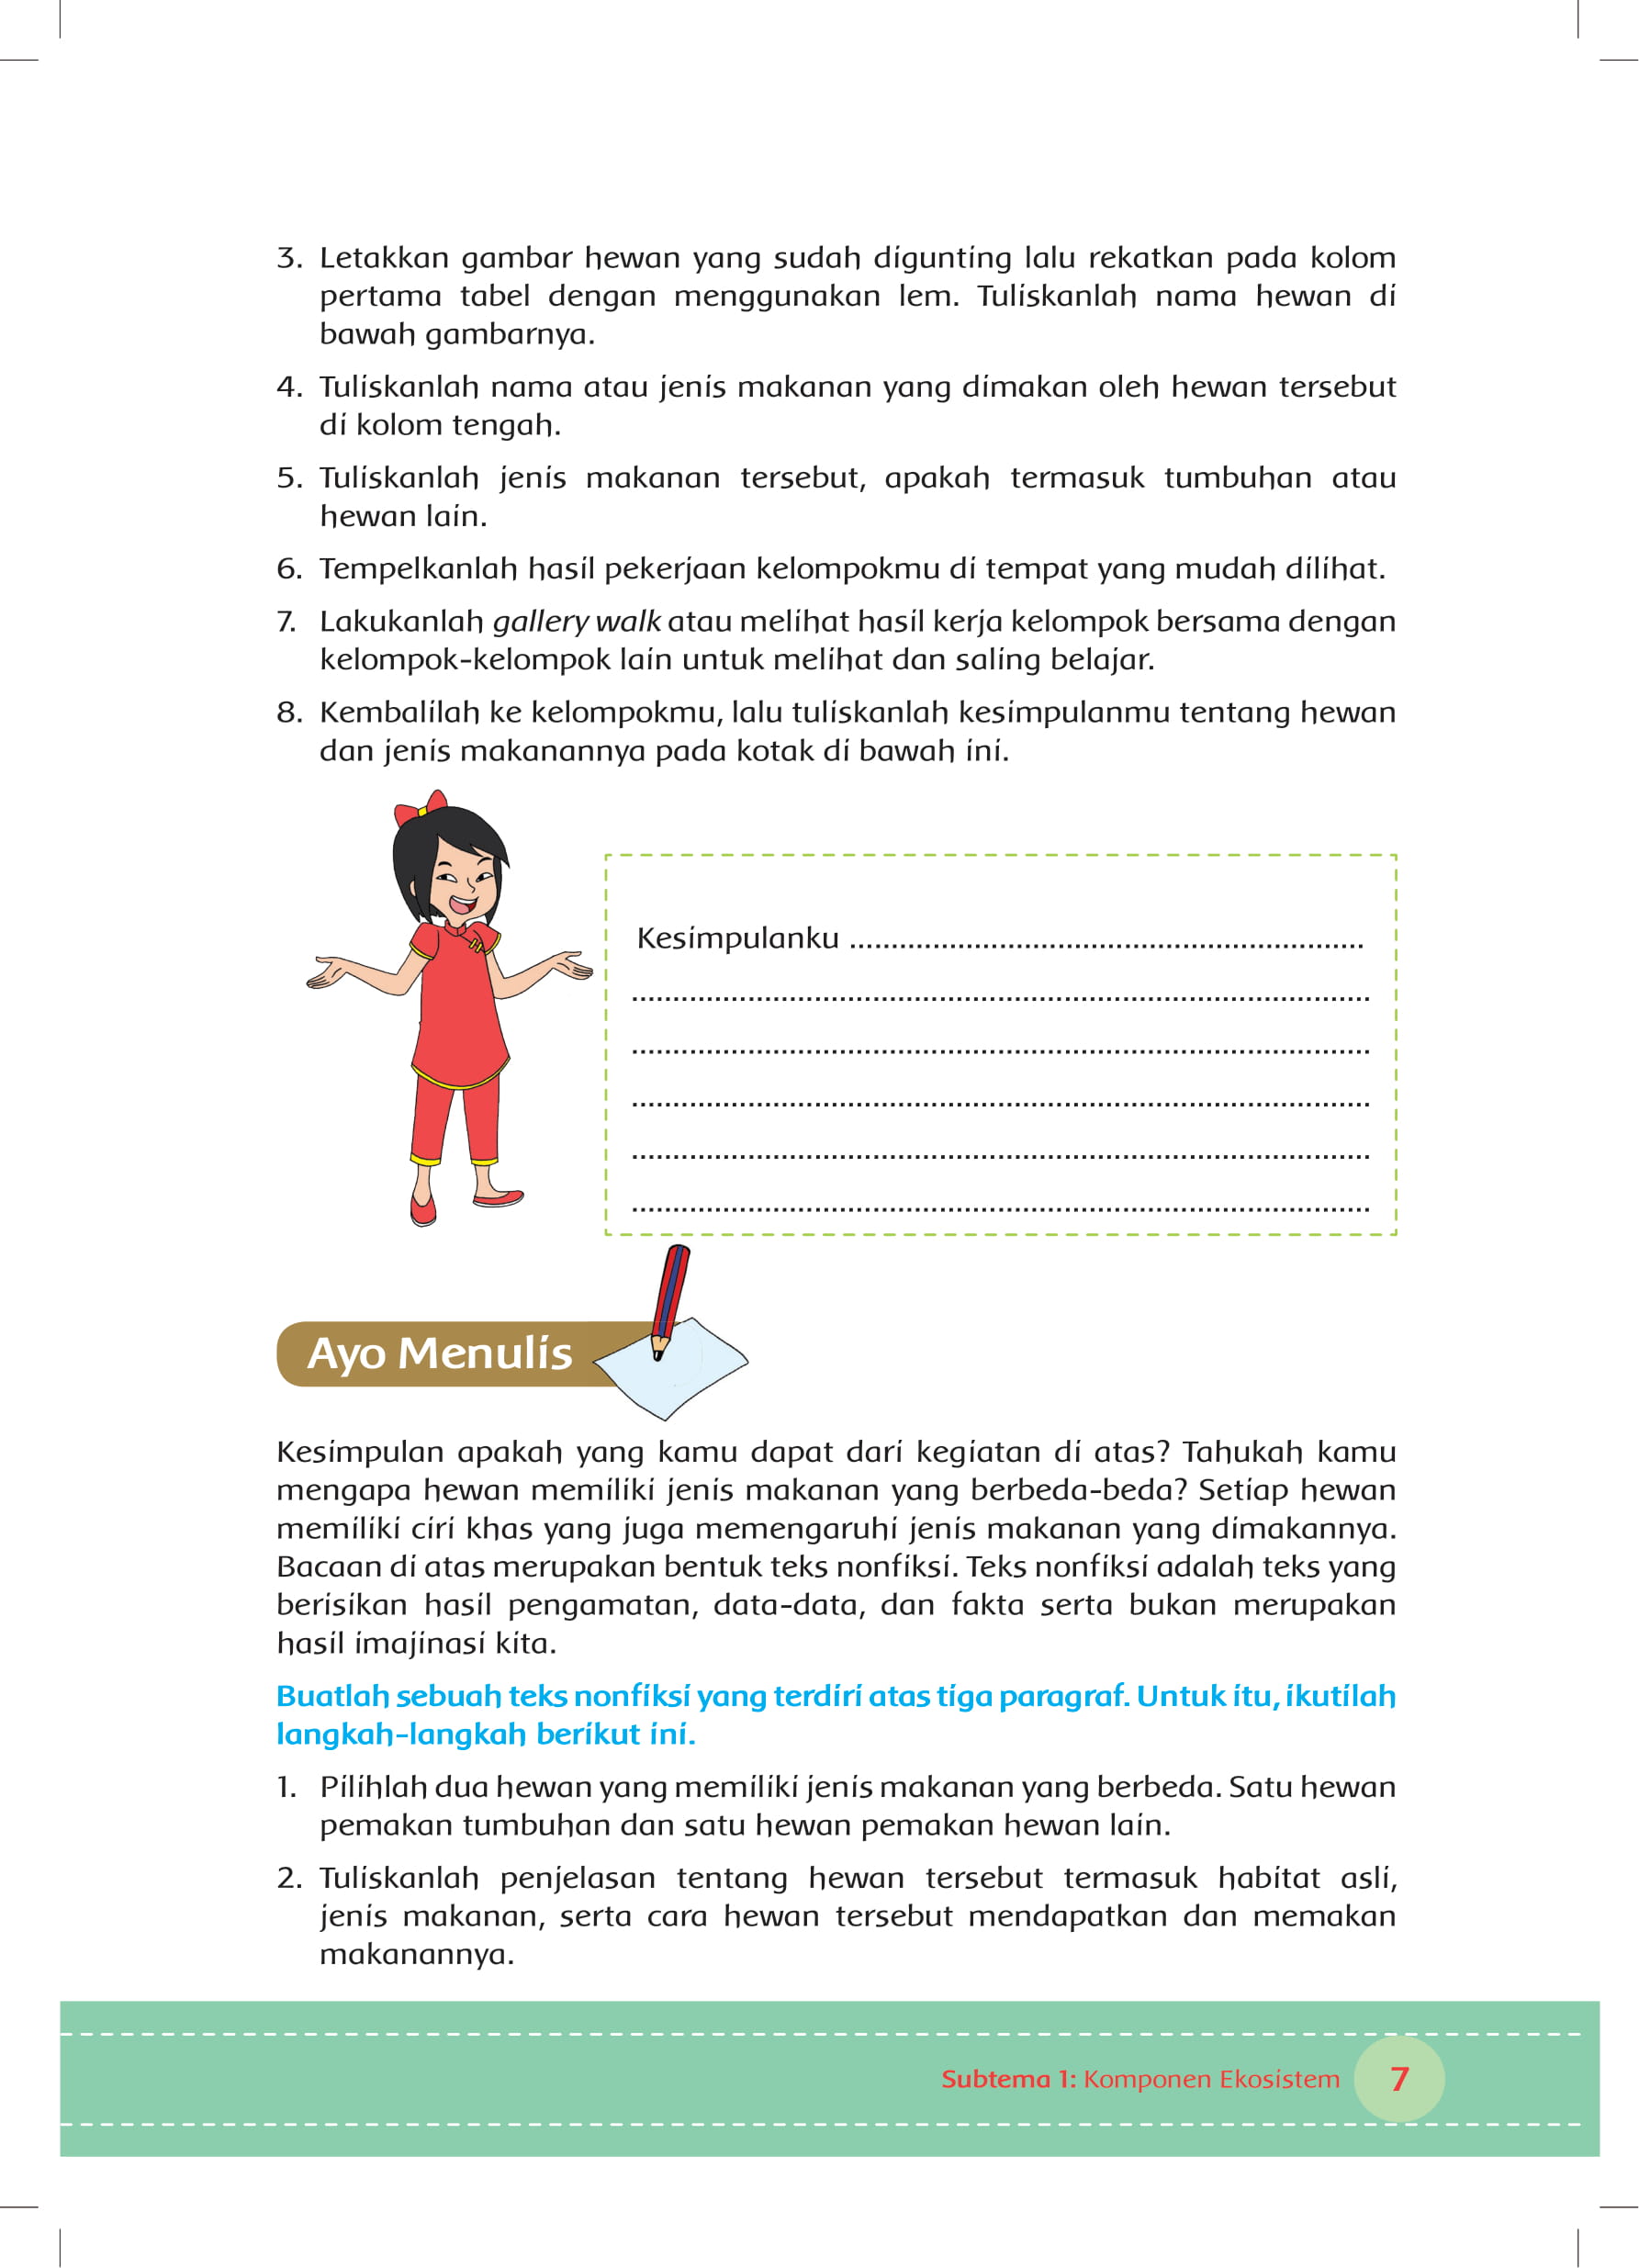 3. Letakkan gambar hewan yang sudah digunting lalu rekatkan pada kolom
pertama tabel dengan menggunakan lem. Tuliskanlah nama hewan di
bawah gambarnya.
4. Tuliskanlah nama atau jenis makanan yang dimakan oleh hewan tersebut
di kolom tengah.
5. Tuliskanlah jenis makanan tersebut, apakah termasuk tumbuhan atau
hewan lain.
6. Tempelkanlah hasil pekerjaan kelompokmu di tempat yang mudah dilihat.
7. Lakukanlah gallery walk atau melihat hasil kerja kelompok bersama dengan
kelompok-kelompok lain untuk melihat dan saling belajar.
8. Kembalilah ke kelompokmu, lalu tuliskanlah kesimpulanmu tentang hewan
dan jenis makanannya pada kotak di bawah ini.
Kesimpulanku ..............................................................
.........................................................................................
.........................................................................................
.........................................................................................
.........................................................................................
.........................................................................................
Ayo Menulis
Kesimpulan apakah yang kamu dapat dari kegiatan di atas? Tahukah kamu
mengapa hewan memiliki jenis makanan yang berbeda-beda? Setiap hewan
memiliki ciri khas yang juga memengaruhi jenis makanan yang dimakannya.
Bacaan di atas merupakan bentuk teks nonfiksi. Teks nonfiksi adalah teks yang
berisikan hasil pengamatan, data-data, dan fakta serta bukan merupakan
hasil imajinasi kita.
Buatlah sebuah teks nonfiksi yang terdiri atas tiga paragraf. Untuk itu, ikutilah
langkah-langkah berikut ini.
1. Pilihlah dua hewan yang memiliki jenis makanan yang berbeda. Satu hewan
pemakan tumbuhan dan satu hewan pemakan hewan lain.
2. Tuliskanlah penjelasan tentang hewan tersebut termasuk habitat asli,
jenis makanan, serta cara hewan tersebut mendapatkan dan memakan
makanannya.
Subtema 1: Komponen Ekosistem 7